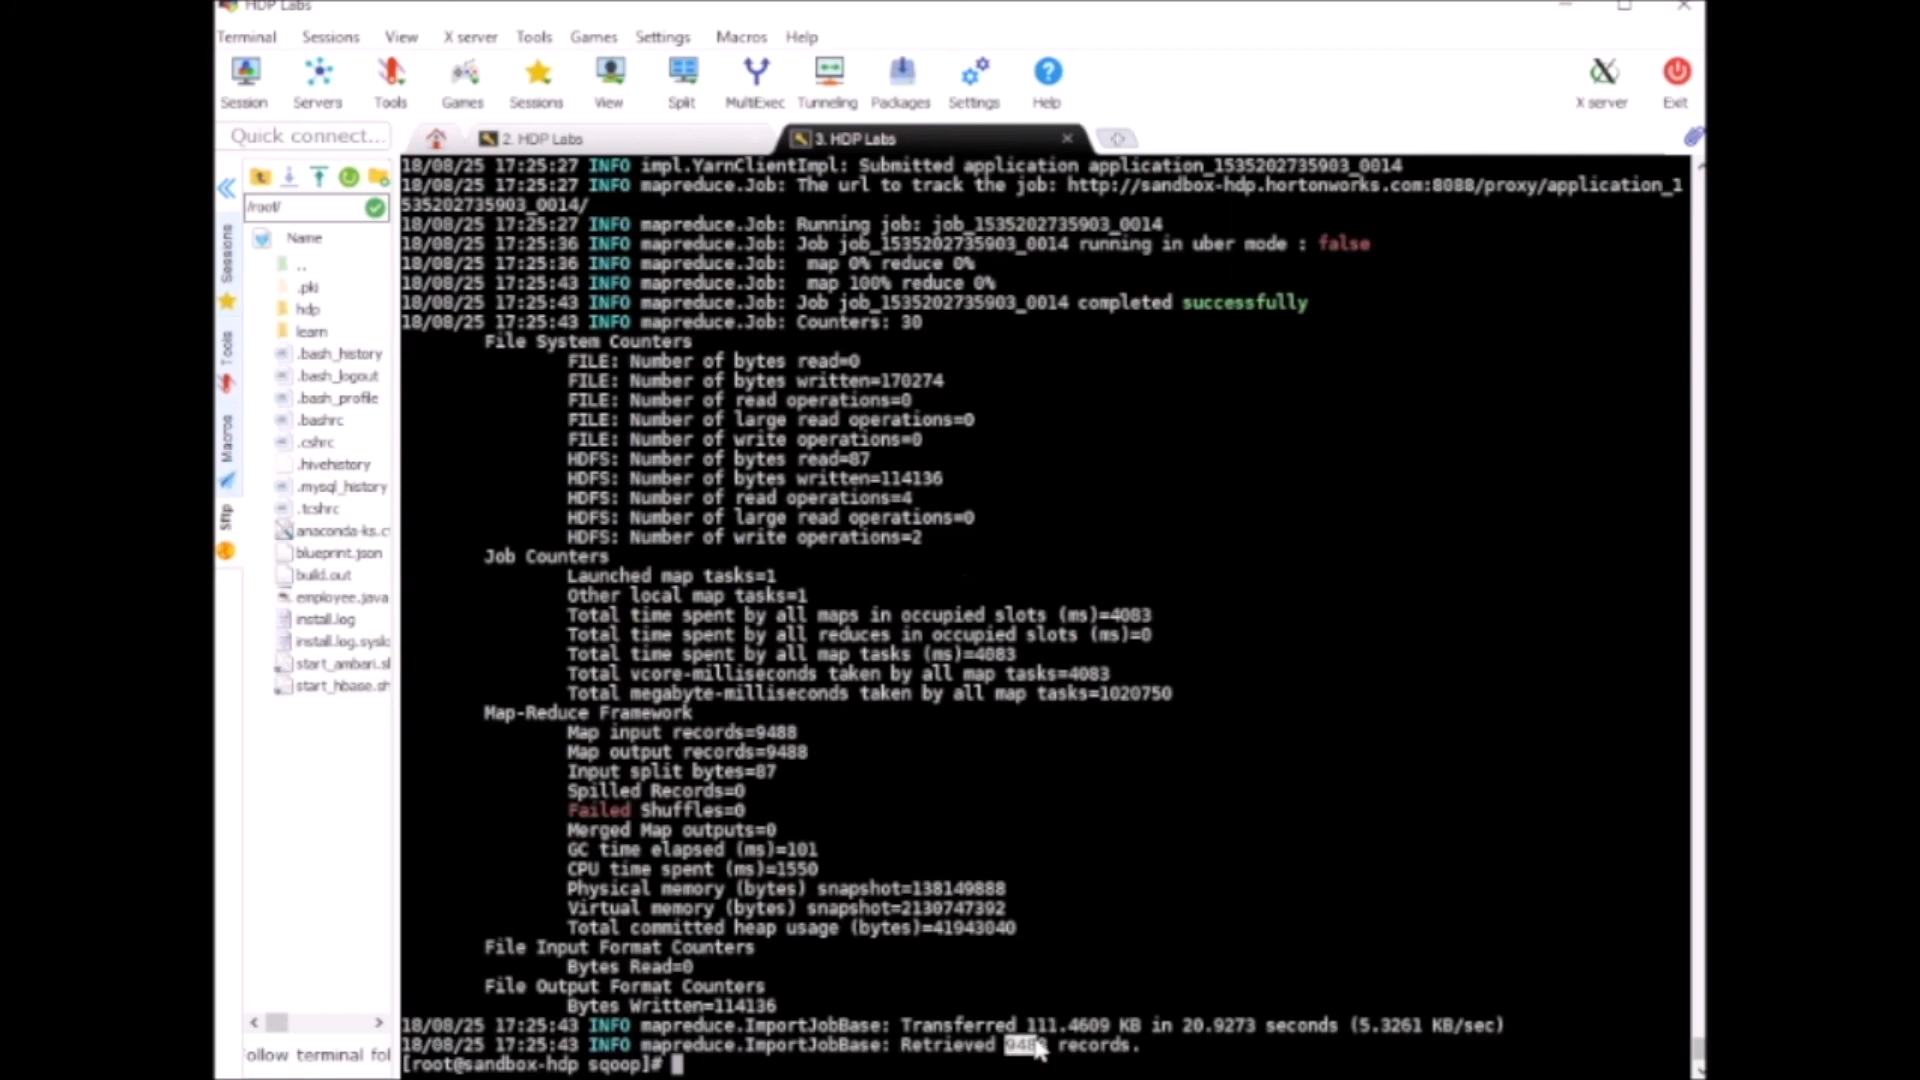 HDP Labs
Terminal Sessions View X server Tools Games Settings Macros Help
Session Servers Tools Games Sessions View Split MultiExec Tunneling Packages Settings Help X server Exit
Quick connect...
2. HDP Labs
3. HDP Labs
/root/
Name
..
.pki
hdp
learn
.bash_history
.bash_logout
.bash_profile
.bashrc
.cshrc
.hivehistory
.mysql_history
.tcshrc
anaconda-ks.c
blueprint.json
build.out
employee.java
install.log
install.log.syslo
start_ambari.sh
start_hbase.sh
ollow terminal fol
Sessions
Tools
Macros
Sftp
18/08/25 17:25:27 INFO impl.YarnClientImpl: Submitted application application_1535202735903_0014
18/08/25 17:25:27 INFO mapreduce.Job: The url to track the job: http://sandbox-hdp.hortonworks.com:8088/proxy/application_1
535202735903_0014/
18/08/25 17:25:27 INFO mapreduce.Job: Running job: job_1535202735903_0014
18/08/25 17:25:36 INFO mapreduce.Job: Job job_1535202735903_0014 running in uber mode : false
18/08/25 17:25:36 INFO mapreduce.Job: map 0% reduce 0%
18/08/25 17:25:43 INFO mapreduce.Job: map 100% reduce 0%
18/08/25 17:25:43 INFO mapreduce.Job: Job job_1535202735903_0014 completed successfully
18/08/25 17:25:43 INFO mapreduce.Job: Counters: 30
File System Counters
FILE: Number of bytes read=0
FILE: Number of bytes written=170274
FILE: Number of read operations=0
FILE: Number of large read operations=0
FILE: Number of write operations=0
HDFS: Number of bytes read=87
HDFS: Number of bytes written=114136
HDFS: Number of read operations=4
HDFS: Number of large read operations=0
HDFS: Number of write operations=2
Job Counters
Launched map tasks=1
Other local map tasks=1
Total time spent by all maps in occupied slots (ms)=4083
Total time spent by all reduces in occupied slots (ms)=0
Total time spent by all map tasks (ms)=4083
Total vcore-milliseconds taken by all map tasks=4083
Total megabyte-milliseconds taken by all map tasks=1020750
Map-Reduce Framework
Map input records=9488
Map output records=9488
Input split bytes=87
Spilled Records=0
Failed Shuffles=0
Merged Map outputs=0
GC time elapsed (ms)=101
CPU time spent (ms)=1550
Physical memory (bytes) snapshot=138149888
Virtual memory (bytes) snapshot=2130747392
Total committed heap usage (bytes)=41943040
File Input Format Counters
Bytes Read=0
File Output Format Counters
Bytes Written=114136
18/08/25 17:25:43 INFO mapreduce.ImportJobBase: Transferred 111.4609 KB in 20.9273 seconds (5.3261 KB/sec)
18/08/25 17:25:43 INFO mapreduce.ImportJobBase: Retrieved 9488 records.
[root@sandbox-hdp sqoop]#